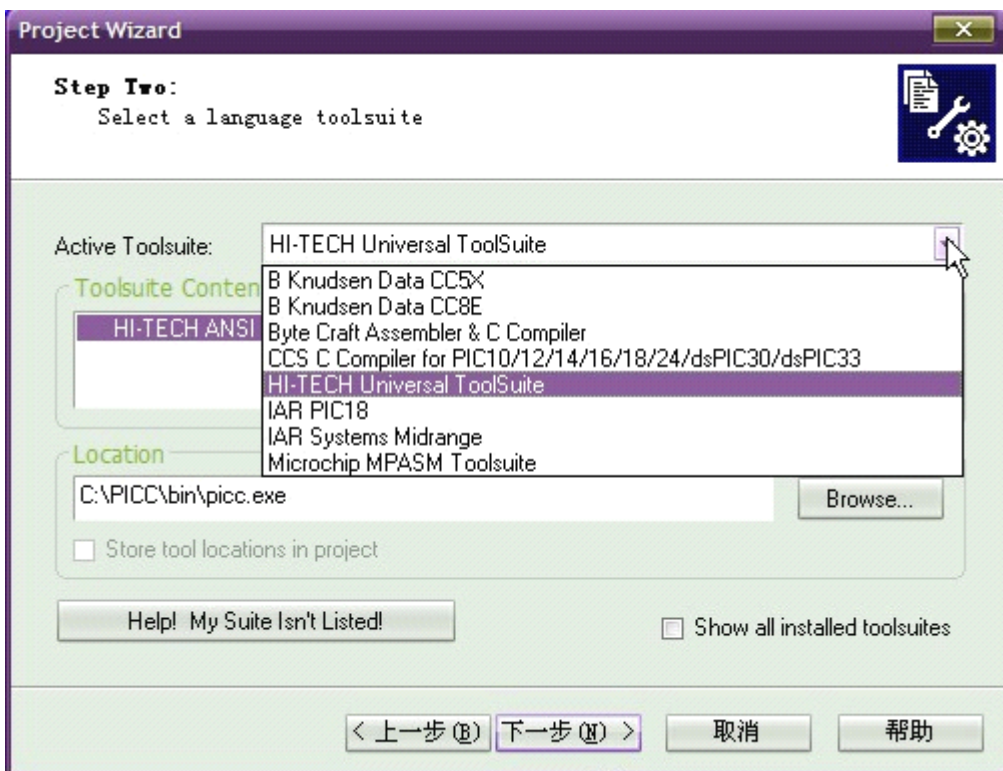 Project Wizard
Step Two:
Select a language toolsuite
Active Toolsuite:
HI-TECH Universal ToolSuite
B Knudsen Data CC5X
B Knudsen Data CC8E
Byte Craft Assembler & C Compiler
CCS C Compiler for PIC10/12/14/16/18/24/dsPIC30/dsPIC33
HI-TECH Universal ToolSuite
IAR PIC18
IAR Systems Midrange
Microchip MPASM Toolsuite
Toolsuite Conten
HI-TECH ANSI
Location
C:\PICC\bin\picc.exe
Browse...
Store tool locations in project
Help! My Suite Isn't Listed!
Show all installed toolsuites
< 上一步(B)
下一步(N) >
取消
帮助